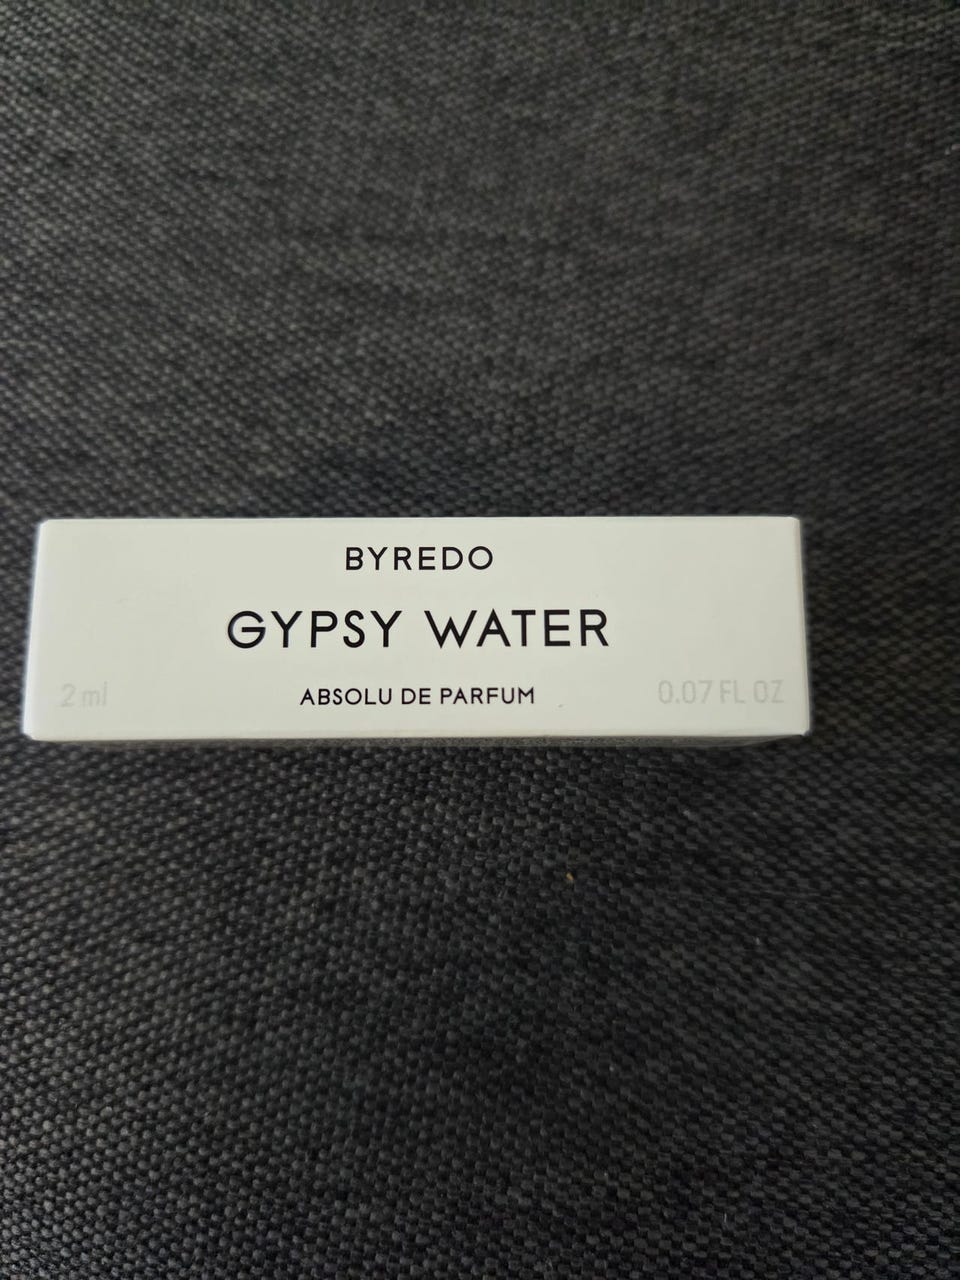 BYREDO
GYPSY WATER
2 ml ABSOLU DE PARFUM 0.07 FL OZ